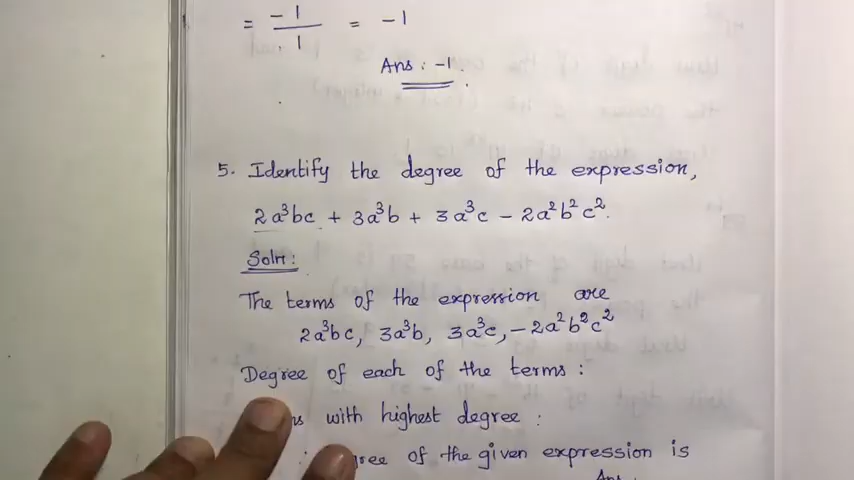 = -1/1 = -1
Ans : -1.
5. Identify the degree of the expression,
2a³bc + 3a³b + 3a³c - 2a²b²c².
Soln:
The terms of the expression are
2a³bc, 3a³b, 3a³c, -2a²b²c²
Degree of each of the terms :
with highest degree :
of the given expression is
Ans :